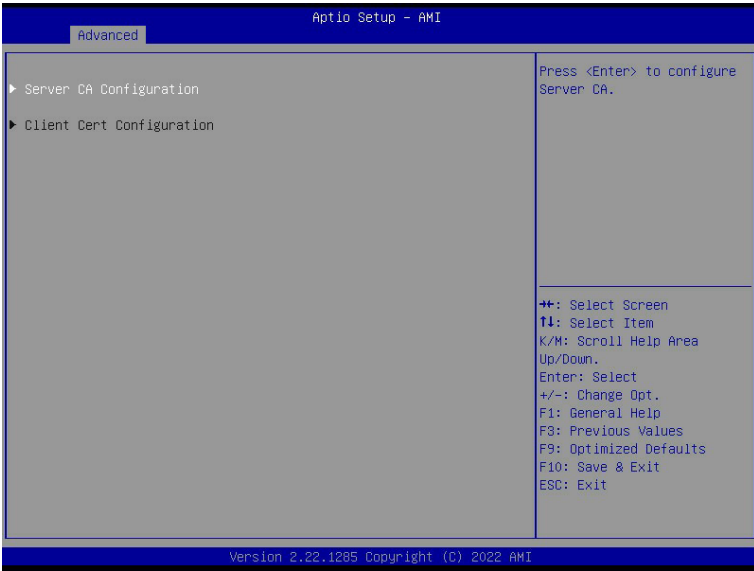 Aptio Setup – AMI
Advanced
▶ Server CA Configuration
▶ Client Cert Configuration
Press <Enter> to configure
Server CA.
→←: Select Screen
↑↓: Select Item
K/M: Scroll Help Area
Up/Down.
Enter: Select
+/-: Change Opt.
F1: General Help
F3: Previous Values
F9: Optimized Defaults
F10: Save & Exit
ESC: Exit
Version 2.22.1285 Copyright (C) 2022 AMI